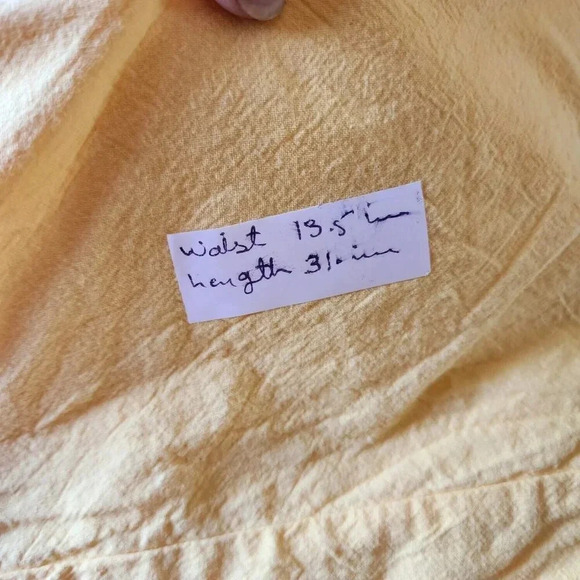 Waist 13.5 in
Length 31. in